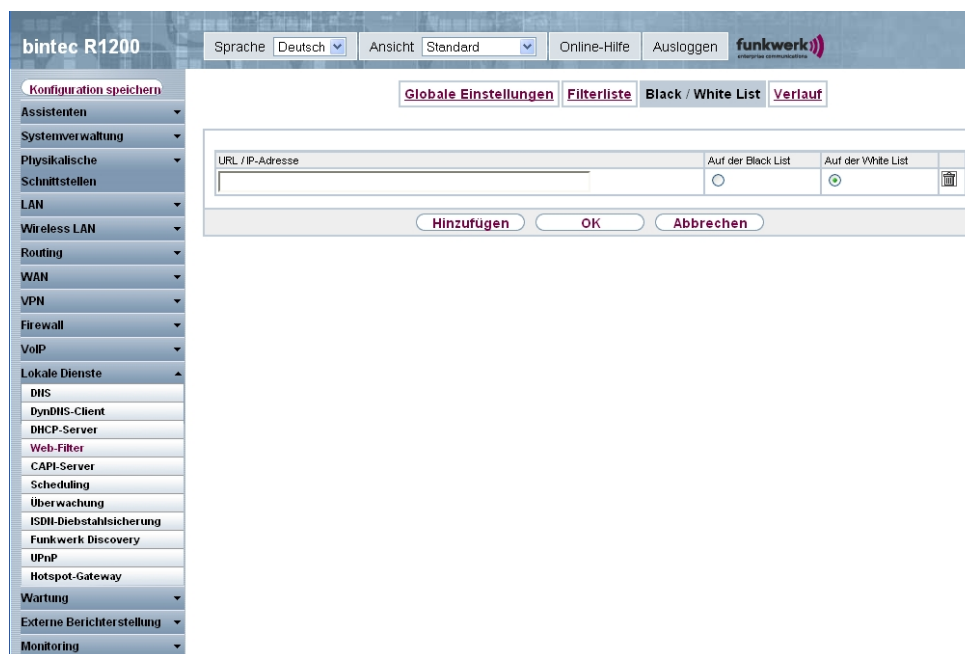 bintec R1200
Sprache Deutsch Ansicht Standard Online-Hilfe Ausloggen funkwerk
enterprise communications
Konfiguration speichern
Globale Einstellungen Filterliste Black / White List Verlauf
Assistenten
Systemverwaltung
Physikalische
Schnittstellen
LAN
Wireless LAN
Routing
WAN
VPN
Firewall
VoIP
Lokale Dienste
DNS
DynDNS-Client
DHCP-Server
Web-Filter
CAPI-Server
Scheduling
Überwachung
ISDN-Diebstahlsicherung
Funkwerk Discovery
UPnP
Hotspot-Gateway
Wartung
Externe Berichterstellung
Monitoring
URL / IP-Adresse Auf der Black List Auf der White List
Hinzufügen OK Abbrechen